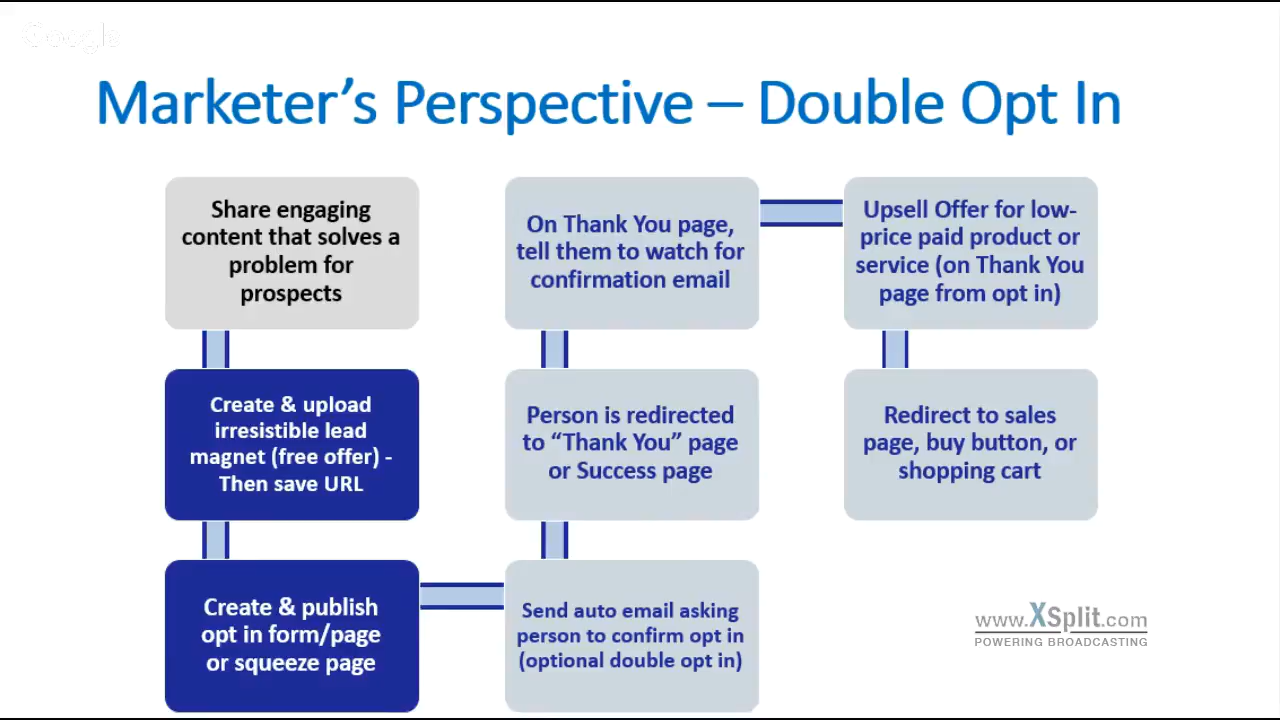 Google
Marketer's Perspective – Double Opt In
Share engaging
content that solves a
problem for
prospects
Create & upload
irresistible lead
magnet (free offer) -
Then save URL
Create & publish
opt in form/page
or squeeze page
Send auto email asking
person to confirm opt in
(optional double opt in)
Person is redirected
to “Thank You” page
or Success page
On Thank You page,
tell them to watch for
confirmation email
Upsell Offer for low-
price paid product or
service (on Thank You
page from opt in)
Redirect to sales
page, buy button, or
shopping cart
www.XSplit.com
POWERING BROADCASTING